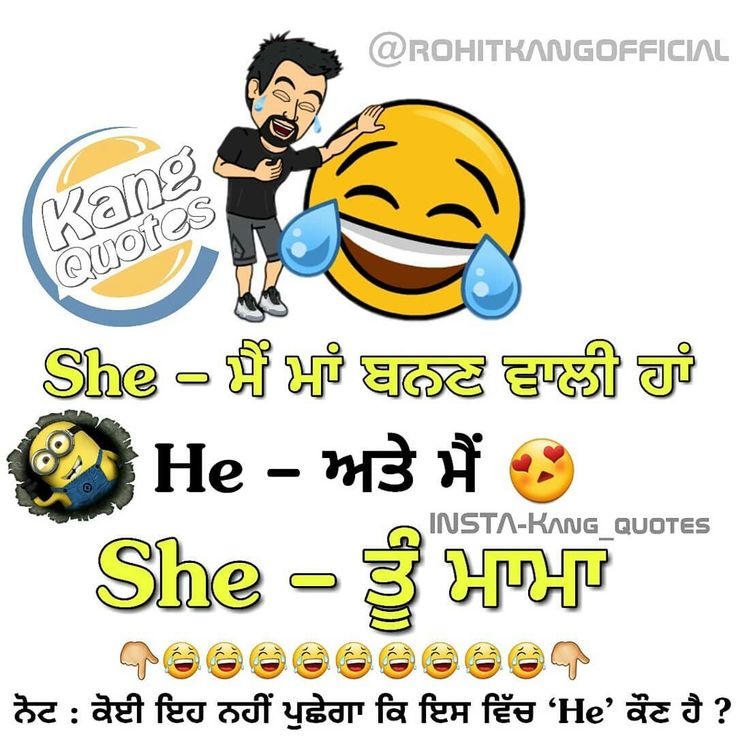 @ROHITKANGOFFICIAL
Kang
Quotes
She – ਮੈਂ ਮਾਂ ਬਨਣ ਵਾਲੀ ਹਾਂ
He – ਅਤੇ ਮੈਂ 😍
INSTA-KANG_QUOTES
She – ਤੂੰ ਮਾਮਾ
👇😂😂😂😂😂😂😂😂😂👇
ਨੋਟ : ਕੋਈ ਇਹ ਨਹੀਂ ਪੁਛੇਗਾ ਕਿ ਇਸ ਵਿੱਚ ‘He’ ਕੌਣ ਹੈ ?